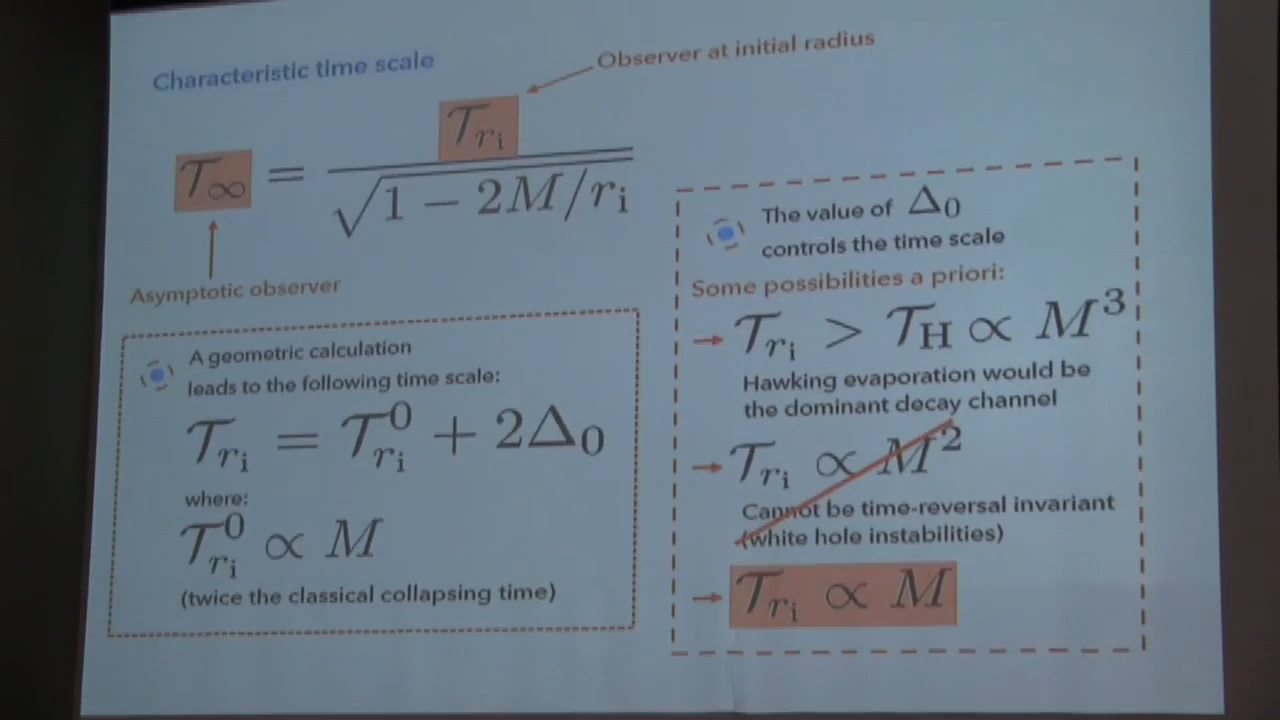 Characteristic time scale
Observer at initial radius
𝒯∞ = 𝒯rᵢ / √(1 − 2M/rᵢ)
Asymptotic observer
A geometric calculation
leads to the following time scale:
𝒯rᵢ = 𝒯⁰rᵢ + 2Δ₀
where:
𝒯⁰rᵢ ∝ M
(twice the classical collapsing time)
The value of Δ₀
controls the time scale
Some possibilities a priori:
𝒯rᵢ > 𝒯H ∝ M³
Hawking evaporation would be
the dominant decay channel
𝒯rᵢ ∝ M²
Cannot be time-reversal invariant
(white hole instabilities)
𝒯rᵢ ∝ M